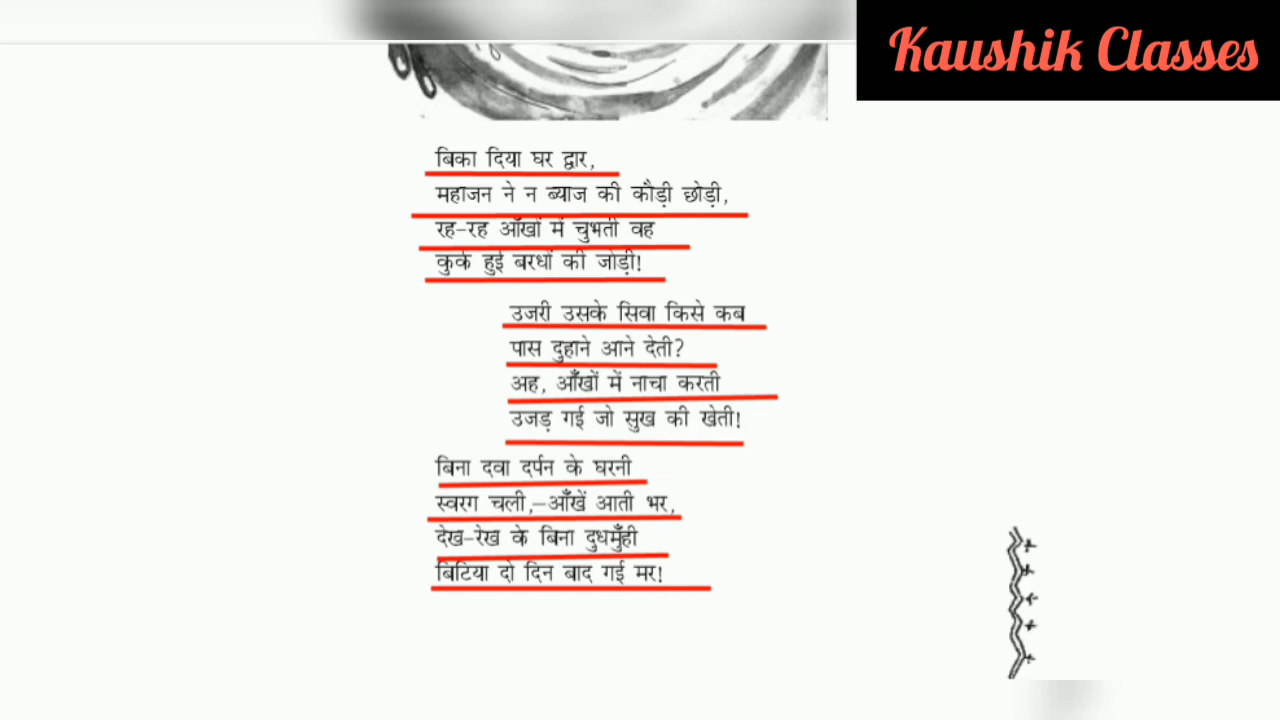 Kaushik Classes
बिका दिया घर द्वार,
महाजन ने न ब्याज की कौड़ी छोड़ी,
रह-रह आँखों में चुभती वह
कुर्क हुई बरधों की जोड़ी!
उजरी उसके सिवा किसे कब
पास दुहाने आने देती?
अह, आँखों में नाचा करती
उजड़ गई जो सुख की खेती!
बिना दवा दर्पन के घरनी
स्वरग चली,-आँखें आती भर,
देख-रेख के बिना दुधमुँही
बिटिया दो दिन बाद गई मर!